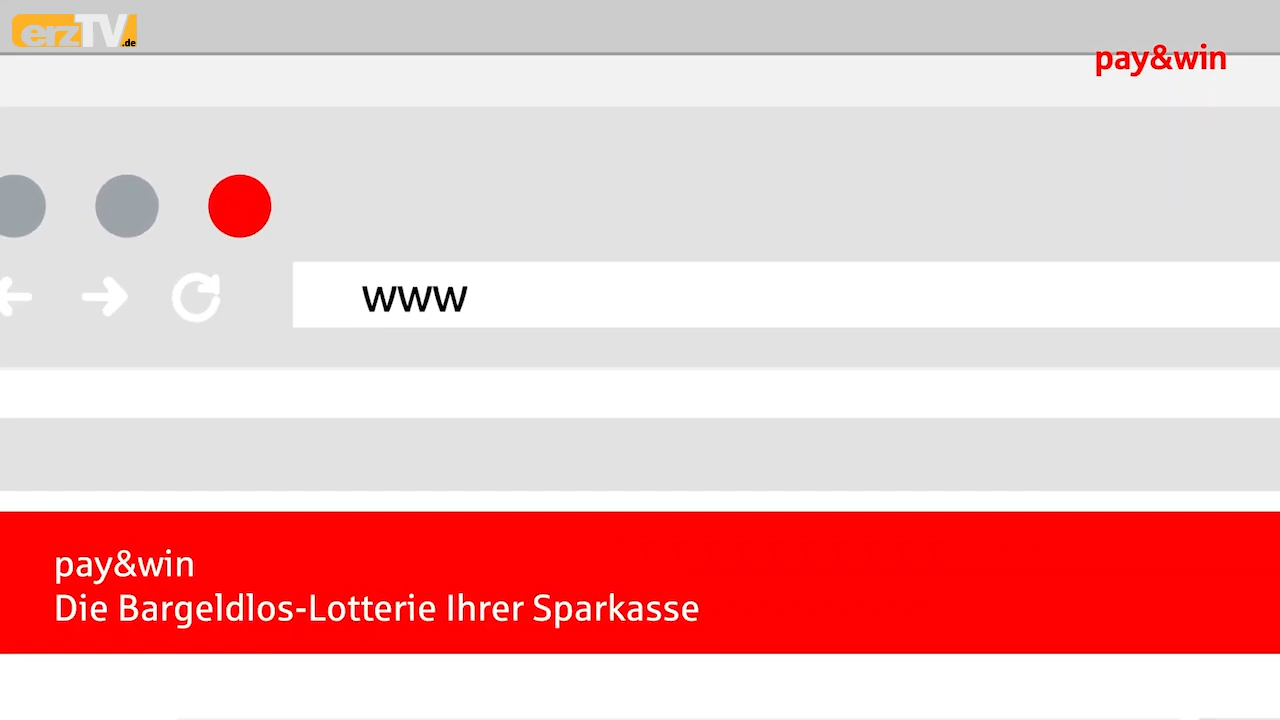 erzTV.de
pay&win
www
pay&win
Die Bargeldlos-Lotterie Ihrer Sparkasse